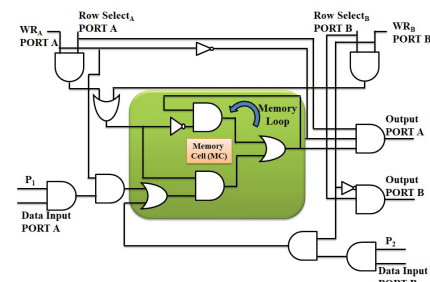 Row Select_A
PORT A
WR_A
PORT A
Row Select_B
PORT B
WR_B
PORT B
Memory
Loop
Memory
Cell (MC)
Output
PORT A
P_1
Data Input
PORT A
Output
PORT B
P_2
Data Input
PORT B